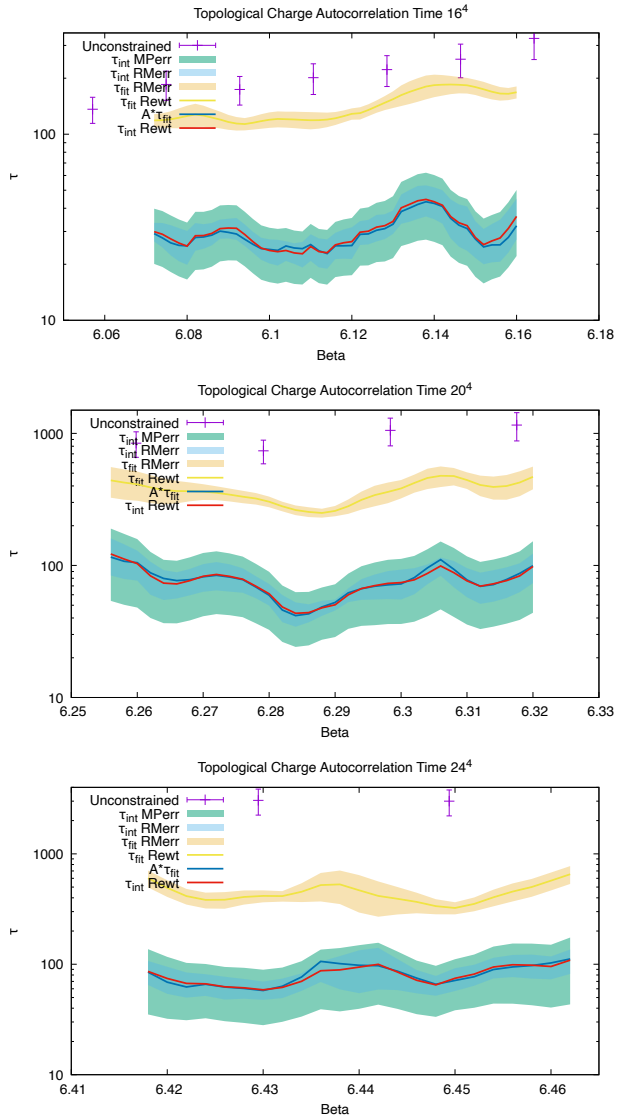 Topological Charge Autocorrelation Time 16⁴
Unconstrained
τint MPerr
τint RMerr
τfit RMerr
τfit Rewt
A*τfit
τint Rewt
100
10
τ
6.06 6.08 6.1 6.12 6.14 6.16 6.18
Beta
Topological Charge Autocorrelation Time 20⁴
Unconstrained
τint MPerr
τint RMerr
τfit RMerr
τfit Rewt
A*τfit
τint Rewt
1000
100
10
τ
6.25 6.26 6.27 6.28 6.29 6.3 6.31 6.32 6.33
Beta
Topological Charge Autocorrelation Time 24⁴
Unconstrained
τint MPerr
τint RMerr
τfit RMerr
τfit Rewt
A*τfit
τint Rewt
1000
100
10
τ
6.41 6.42 6.43 6.44 6.45 6.46
Beta